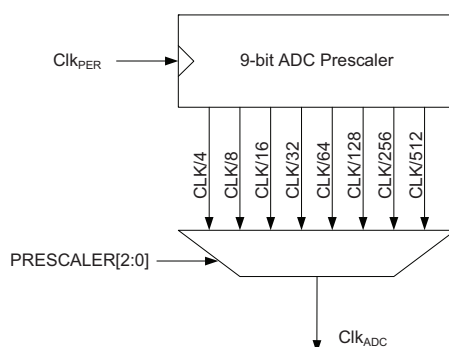 9-bit ADC Prescaler
Clk_PER
CLK/4
CLK/8
CLK/16
CLK/32
CLK/64
CLK/128
CLK/256
CLK/512
PRESCALER[2:0]
Clk_ADC